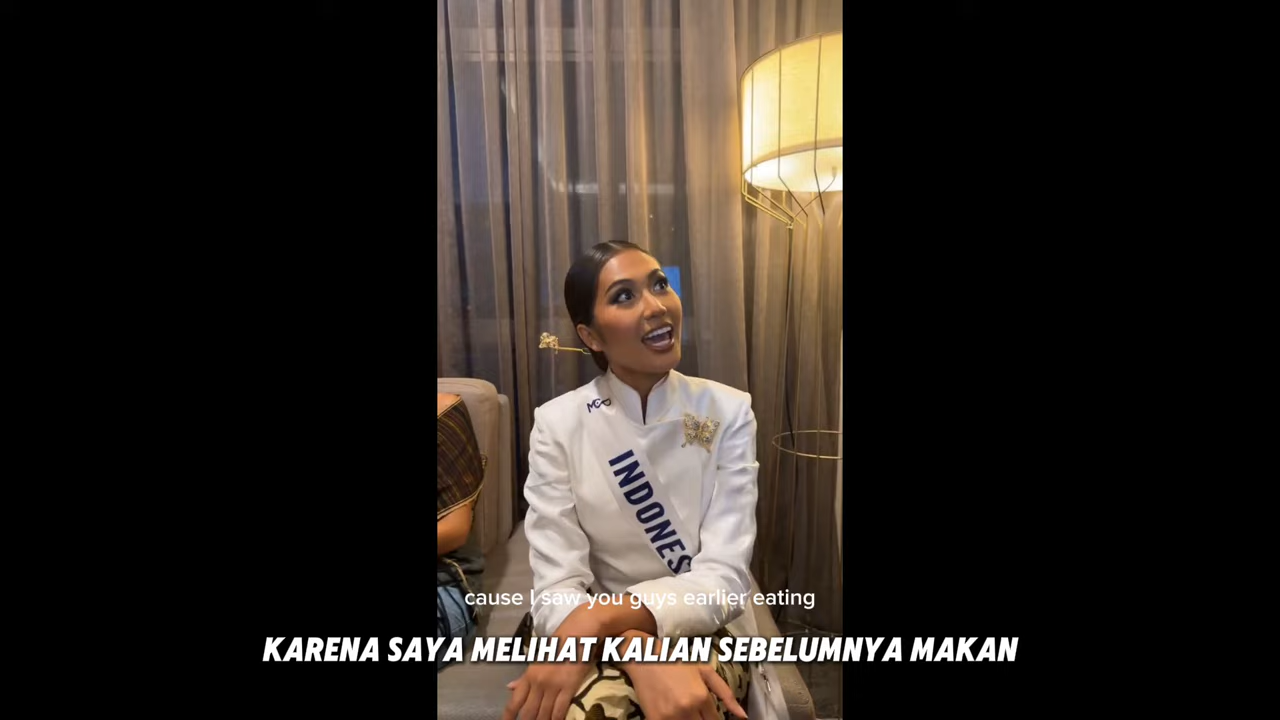 INDONES
cause I saw you guys earlier eating
KARENA SAYA MELIHAT KALIAN SEBELUMNYA MAKAN